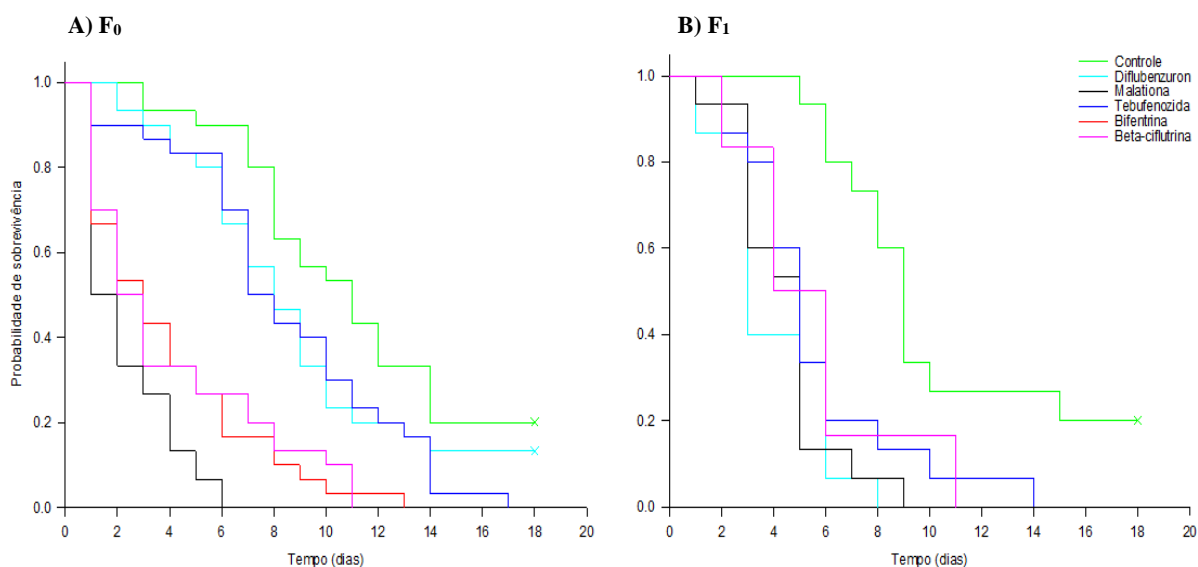 A) F₀
B) F₁
Probabilidade de sobrevivência
1.0
0.8
0.6
0.4
0.2
0.0
0 2 4 6 8 10 12 14 16 18 20
Tempo (dias)
1.0
0.8
0.6
0.4
0.2
0.0
0 2 4 6 8 10 12 14 16 18 20
Tempo (dias)
Controle
Diflubenzuron
Malationa
Tebufenozida
Bifentrina
Beta-ciflutrina